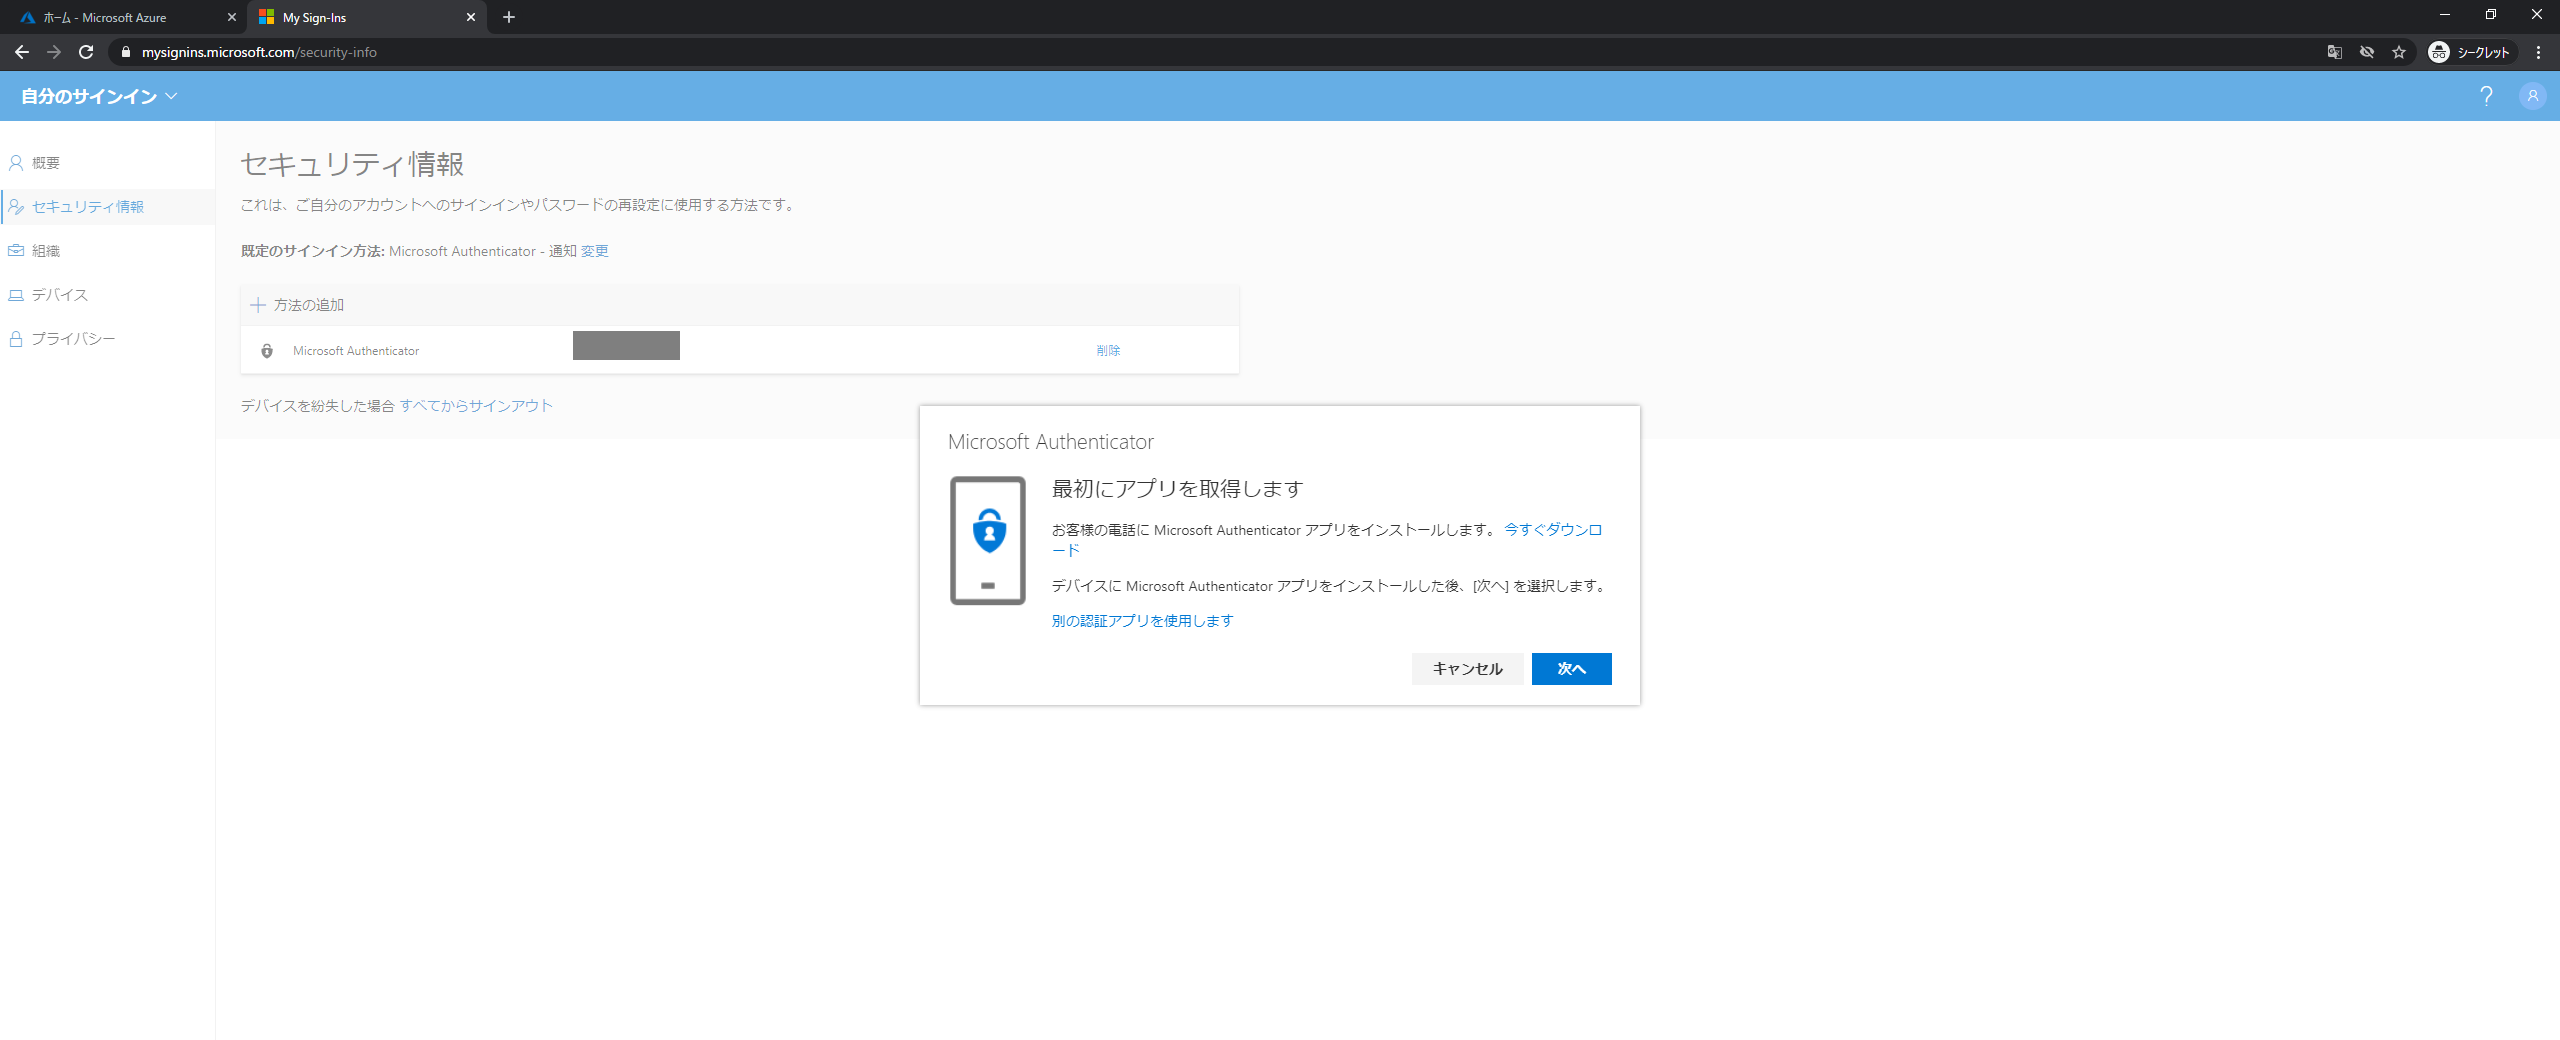 ホーム - Microsoft Azure
My Sign-Ins
mysignins.microsoft.com/security-info
シークレット
自分のサインイン
概要
セキュリティ情報
組織
デバイス
プライバシー
セキュリティ情報
これは、ご自分のアカウントへのサインインやパスワードの再設定に使用する方法です。
既定のサインイン方法: Microsoft Authenticator - 通知 変更
方法の追加
Microsoft Authenticator 削除
デバイスを紛失した場合 すべてからサインアウト
Microsoft Authenticator
最初にアプリを取得します
お客様の電話に Microsoft Authenticator アプリをインストールします。 今すぐダウンロ
ード
デバイスに Microsoft Authenticator アプリをインストールした後、[次へ] を選択します。
別の認証アプリを使用します
キャンセル 次へ